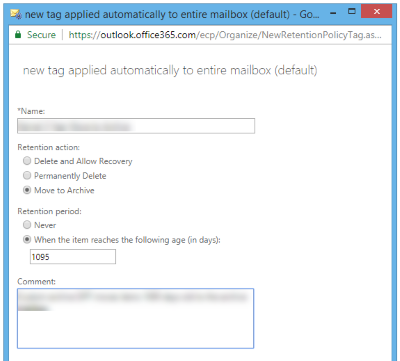 new tag applied automatically to entire mailbox (default) - Go...
Secure https://outlook.office365.com/ecp/Organize/NewRetentionPolicyTag.as...
new tag applied automatically to entire mailbox (default)
*Name:
Retention action:
Delete and Allow Recovery
Permanently Delete
Move to Archive
Retention period:
Never
When the item reaches the following age (in days):
1095
Comment: